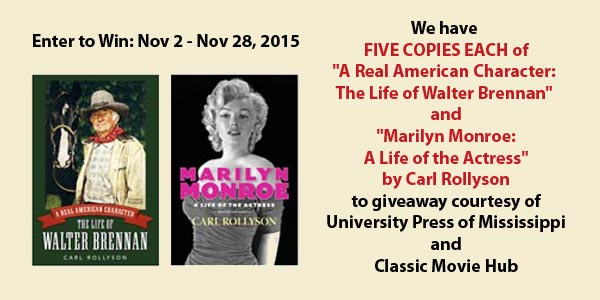 Enter to Win: Nov 2 - Nov 28, 2015
A REAL AMERICAN CHARACTER
THE LIFE OF
WALTER BRENNAN
CARL ROLLYSON
MARILYN
MONROE
A LIFE OF THE ACTRESS
CARL ROLLYSON
We have
FIVE COPIES EACH of
"A Real American Character:
The Life of Walter Brennan"
and
"Marilyn Monroe:
A Life of the Actress"
by Carl Rollyson
to giveaway courtesy of
University Press of Mississippi
and
Classic Movie Hub